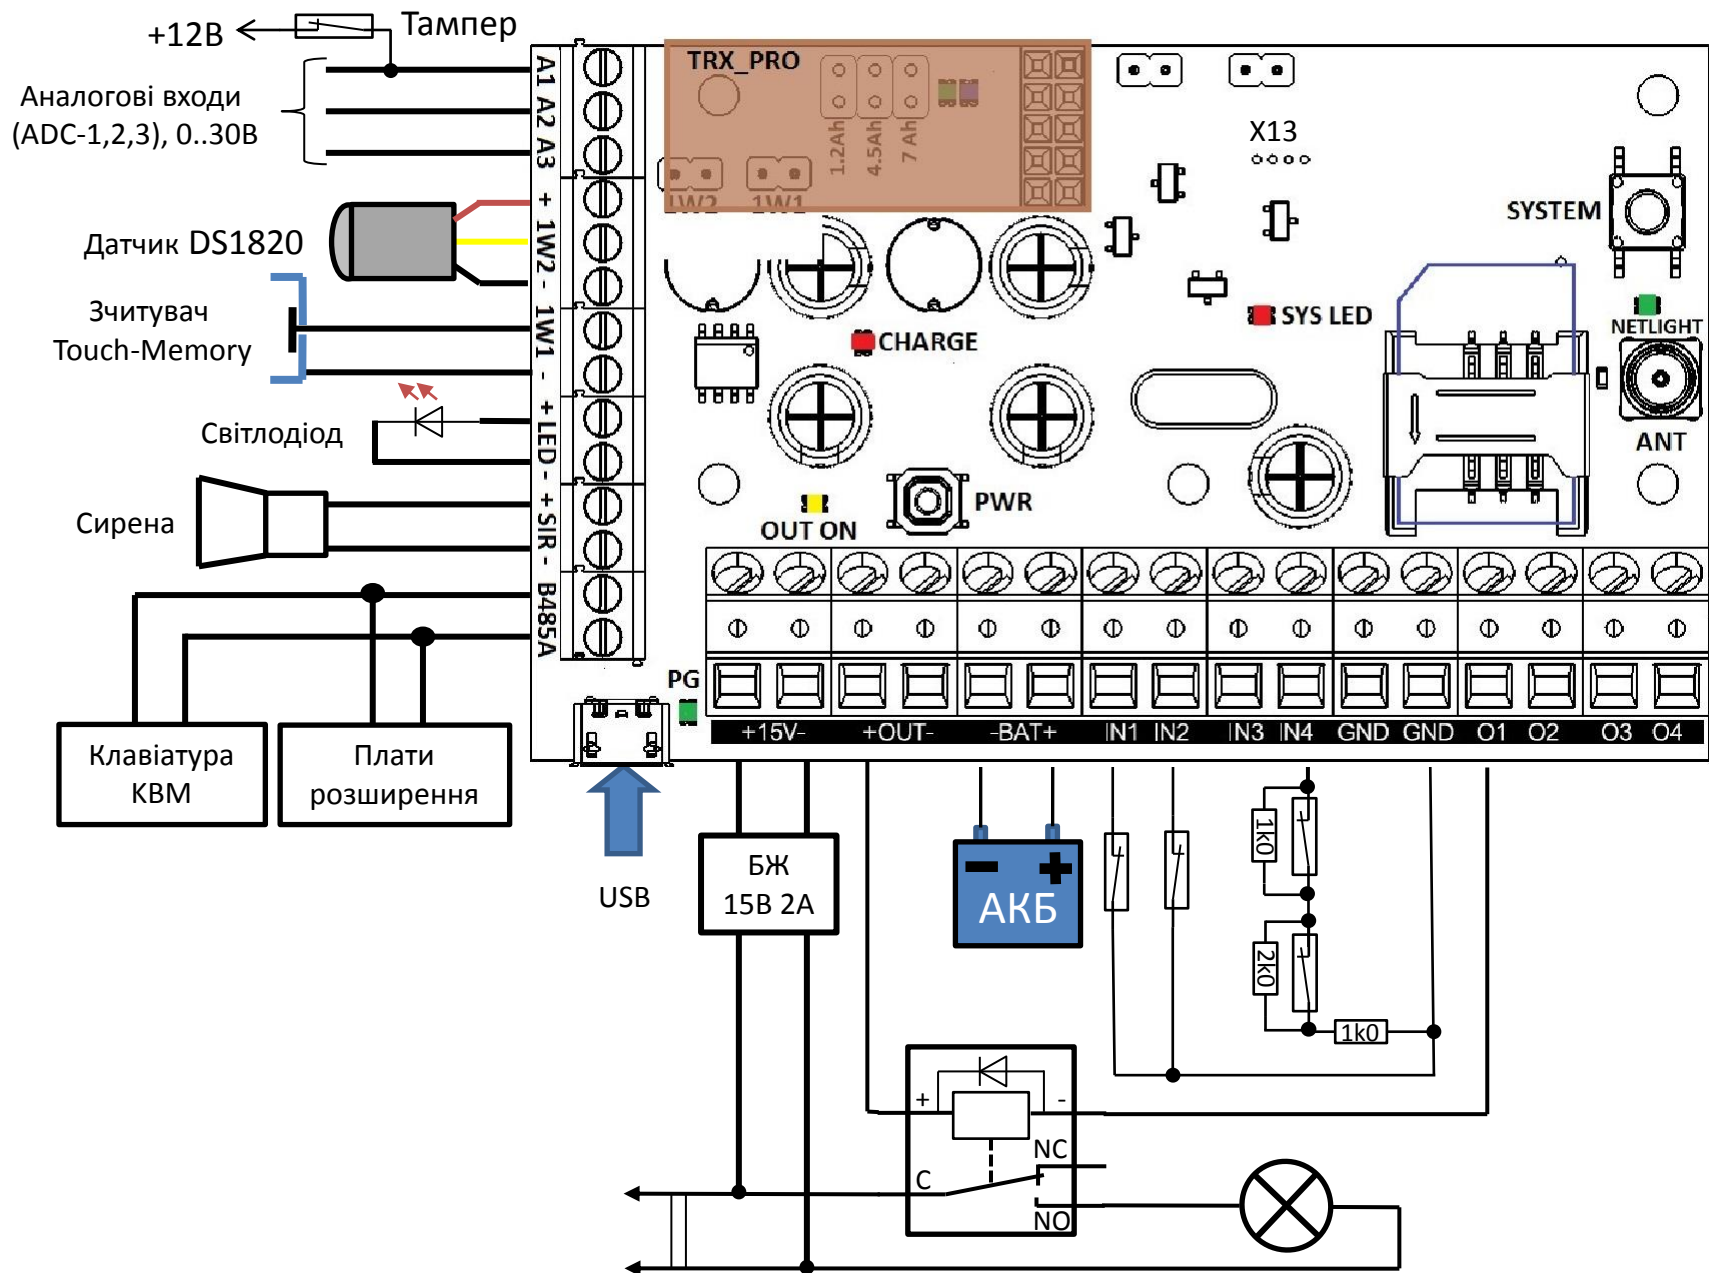 +12В
Тампер
Аналогові входи
(ADC-1,2,3), 0..30В
Датчик DS1820
Зчитувач
Touch-Memory
Світлодіод
Сирена
Клавіатура
КВМ
Плати
розширення
USB
A1
A2
A3
+
1W2
-
1W1
-
+
LED
-
+
SIR
-
B485A
TRX_PRO
1.2Ah
4.5Ah
7 Ah
1W2
1W1
X13
SYSTEM
NETLIGHT
ANT
SYS LED
CHARGE
PWR
OUT ON
PG
+15V-
+OUT-
-BAT+
IN1
IN2
IN3
IN4
GND
GND
O1
O2
O3
O4
БЖ
15В 2А
АКБ
1k0
2k0
1k0
+
-
NC
C
NO